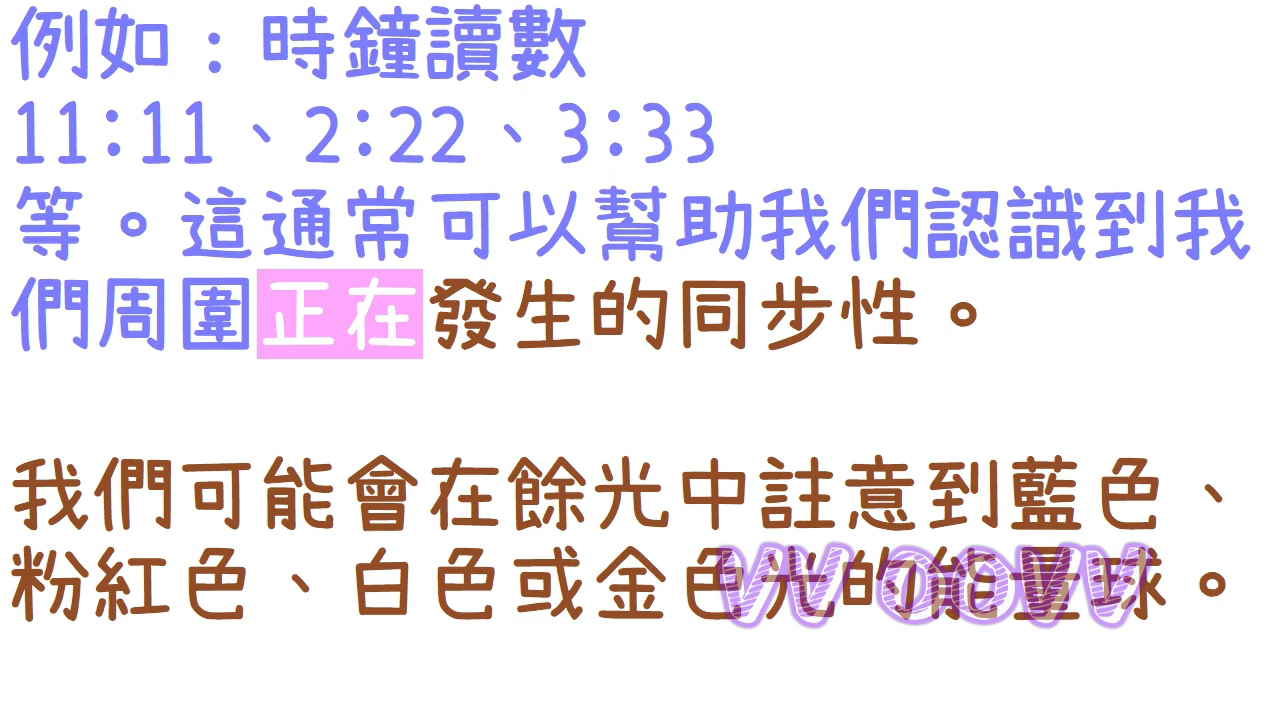 例如：時鐘讀數
11:11、2:22、3:33
等。這通常可以幫助我們認識到我
們周圍正在發生的同步性。
我們可能會在餘光中註意到藍色、
粉紅色、白色或金色光的能量球。
VV OOVV